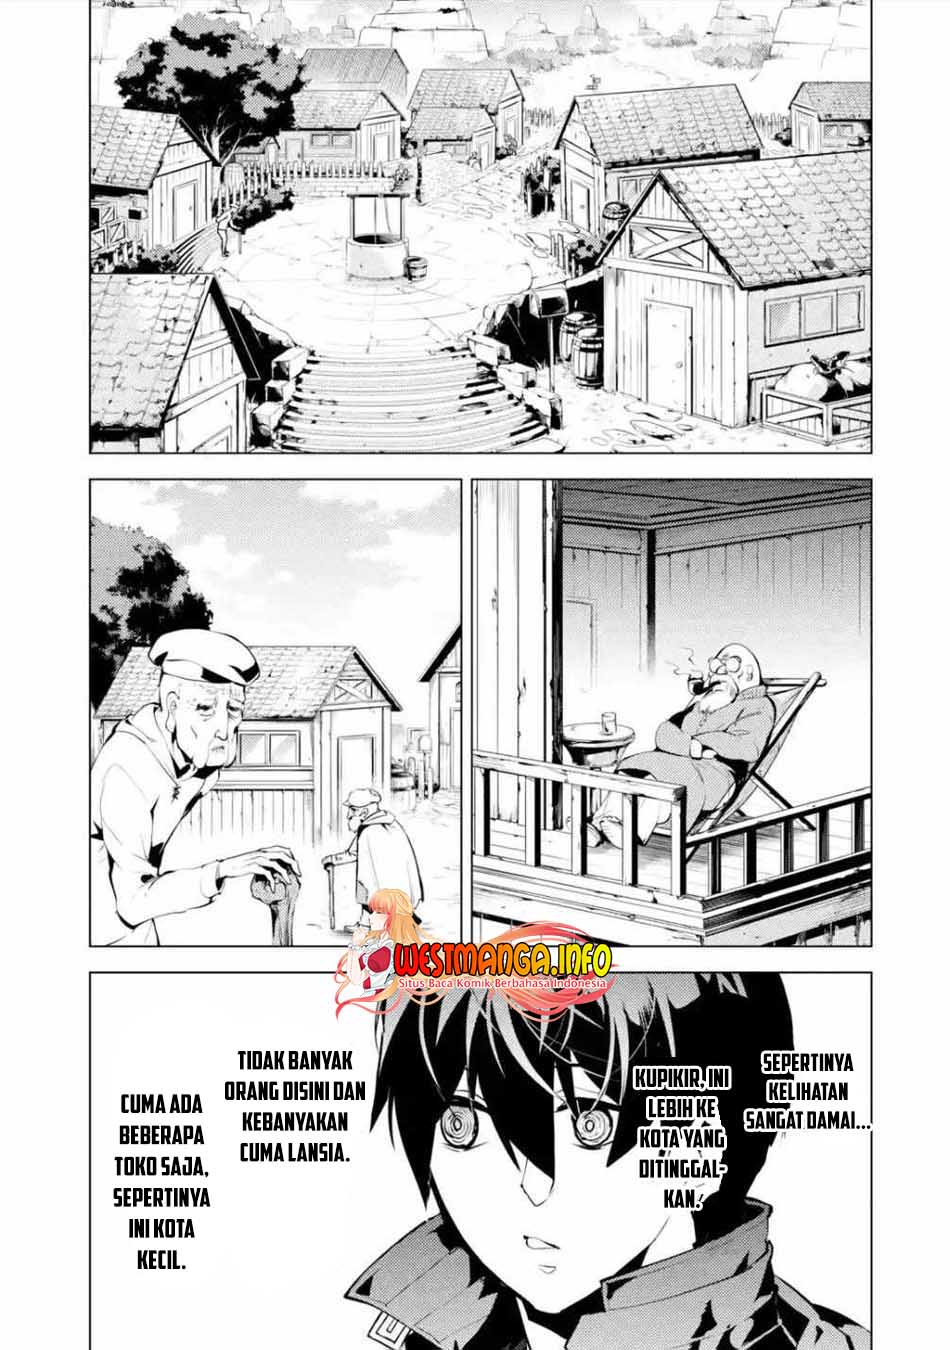 WESTMANGA.INFO
Situs Baca Komik Berbahasa Indonesia
SEPERTINYA
KELIHATAN
SANGAT DAMAI...
KUPIKIR, INI
LEBIH KE
KOTA YANG
DITINGGAL-
KAN.
TIDAK BANYAK
ORANG DISINI DAN
KEBANYAKAN
CUMA LANSIA.
CUMA ADA
BEBERAPA
TOKO SAJA,
SEPERTINYA
INI KOTA
KECIL.